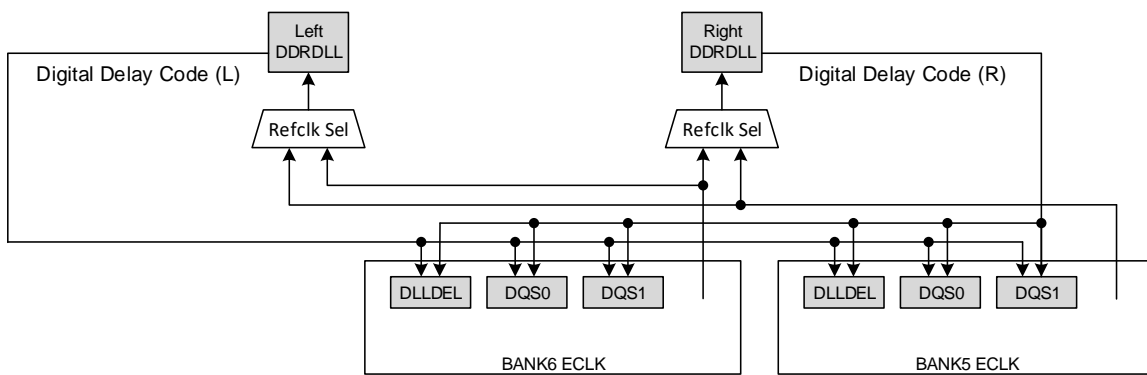 Left
DDRDLL
Right
DDRDLL
Digital Delay Code (L)
Digital Delay Code (R)
Refclk Sel
Refclk Sel
DLLDEL
DQS0
DQS1
DLLDEL
DQS0
DQS1
BANK6 ECLK
BANK5 ECLK